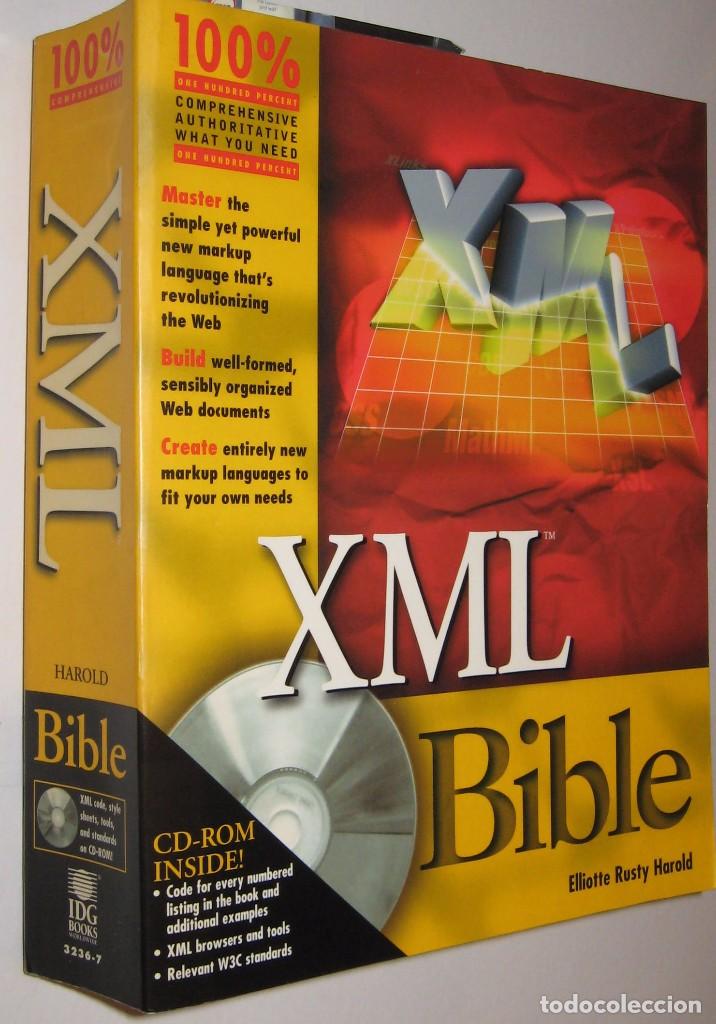 100%
COMPREHENSIVE
XML
HAROLD
Bible
XML code, style
sheets, tools,
and standards
on CD-ROM!
IDG
BOOKS
WORLDWIDE
3236-7
100%
ONE HUNDRED PERCENT
COMPREHENSIVE
AUTHORITATIVE
WHAT YOU NEED
ONE HUNDRED PERCENT
Master the
simple yet powerful
new markup
language that's
revolutionizing
the Web
Build well-formed,
sensibly organized
Web documents
Create entirely new
markup languages to
fit your own needs
XLinks
XML
XML™
Bible
Elliotte Rusty Harold
CD-ROM
INSIDE!
• Code for every numbered
listing in the book and
additional examples
• XML browsers and tools
• Relevant W3C standards
todocoleccion